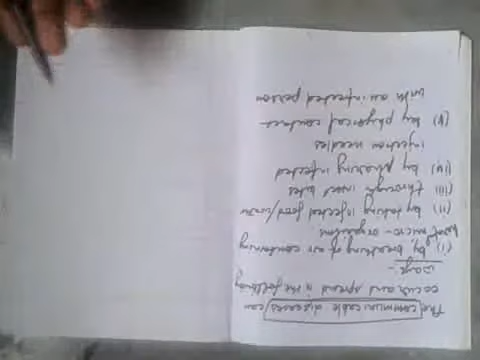 The communicable diseases can
occur and spread in the following
ways -
(i) by breathing of air containing
micro-organism
(ii) by taking infected food/
(iii) Through insect bites
(iv) by sharing infected
injection needles
(v) by physical contact
with an infected person